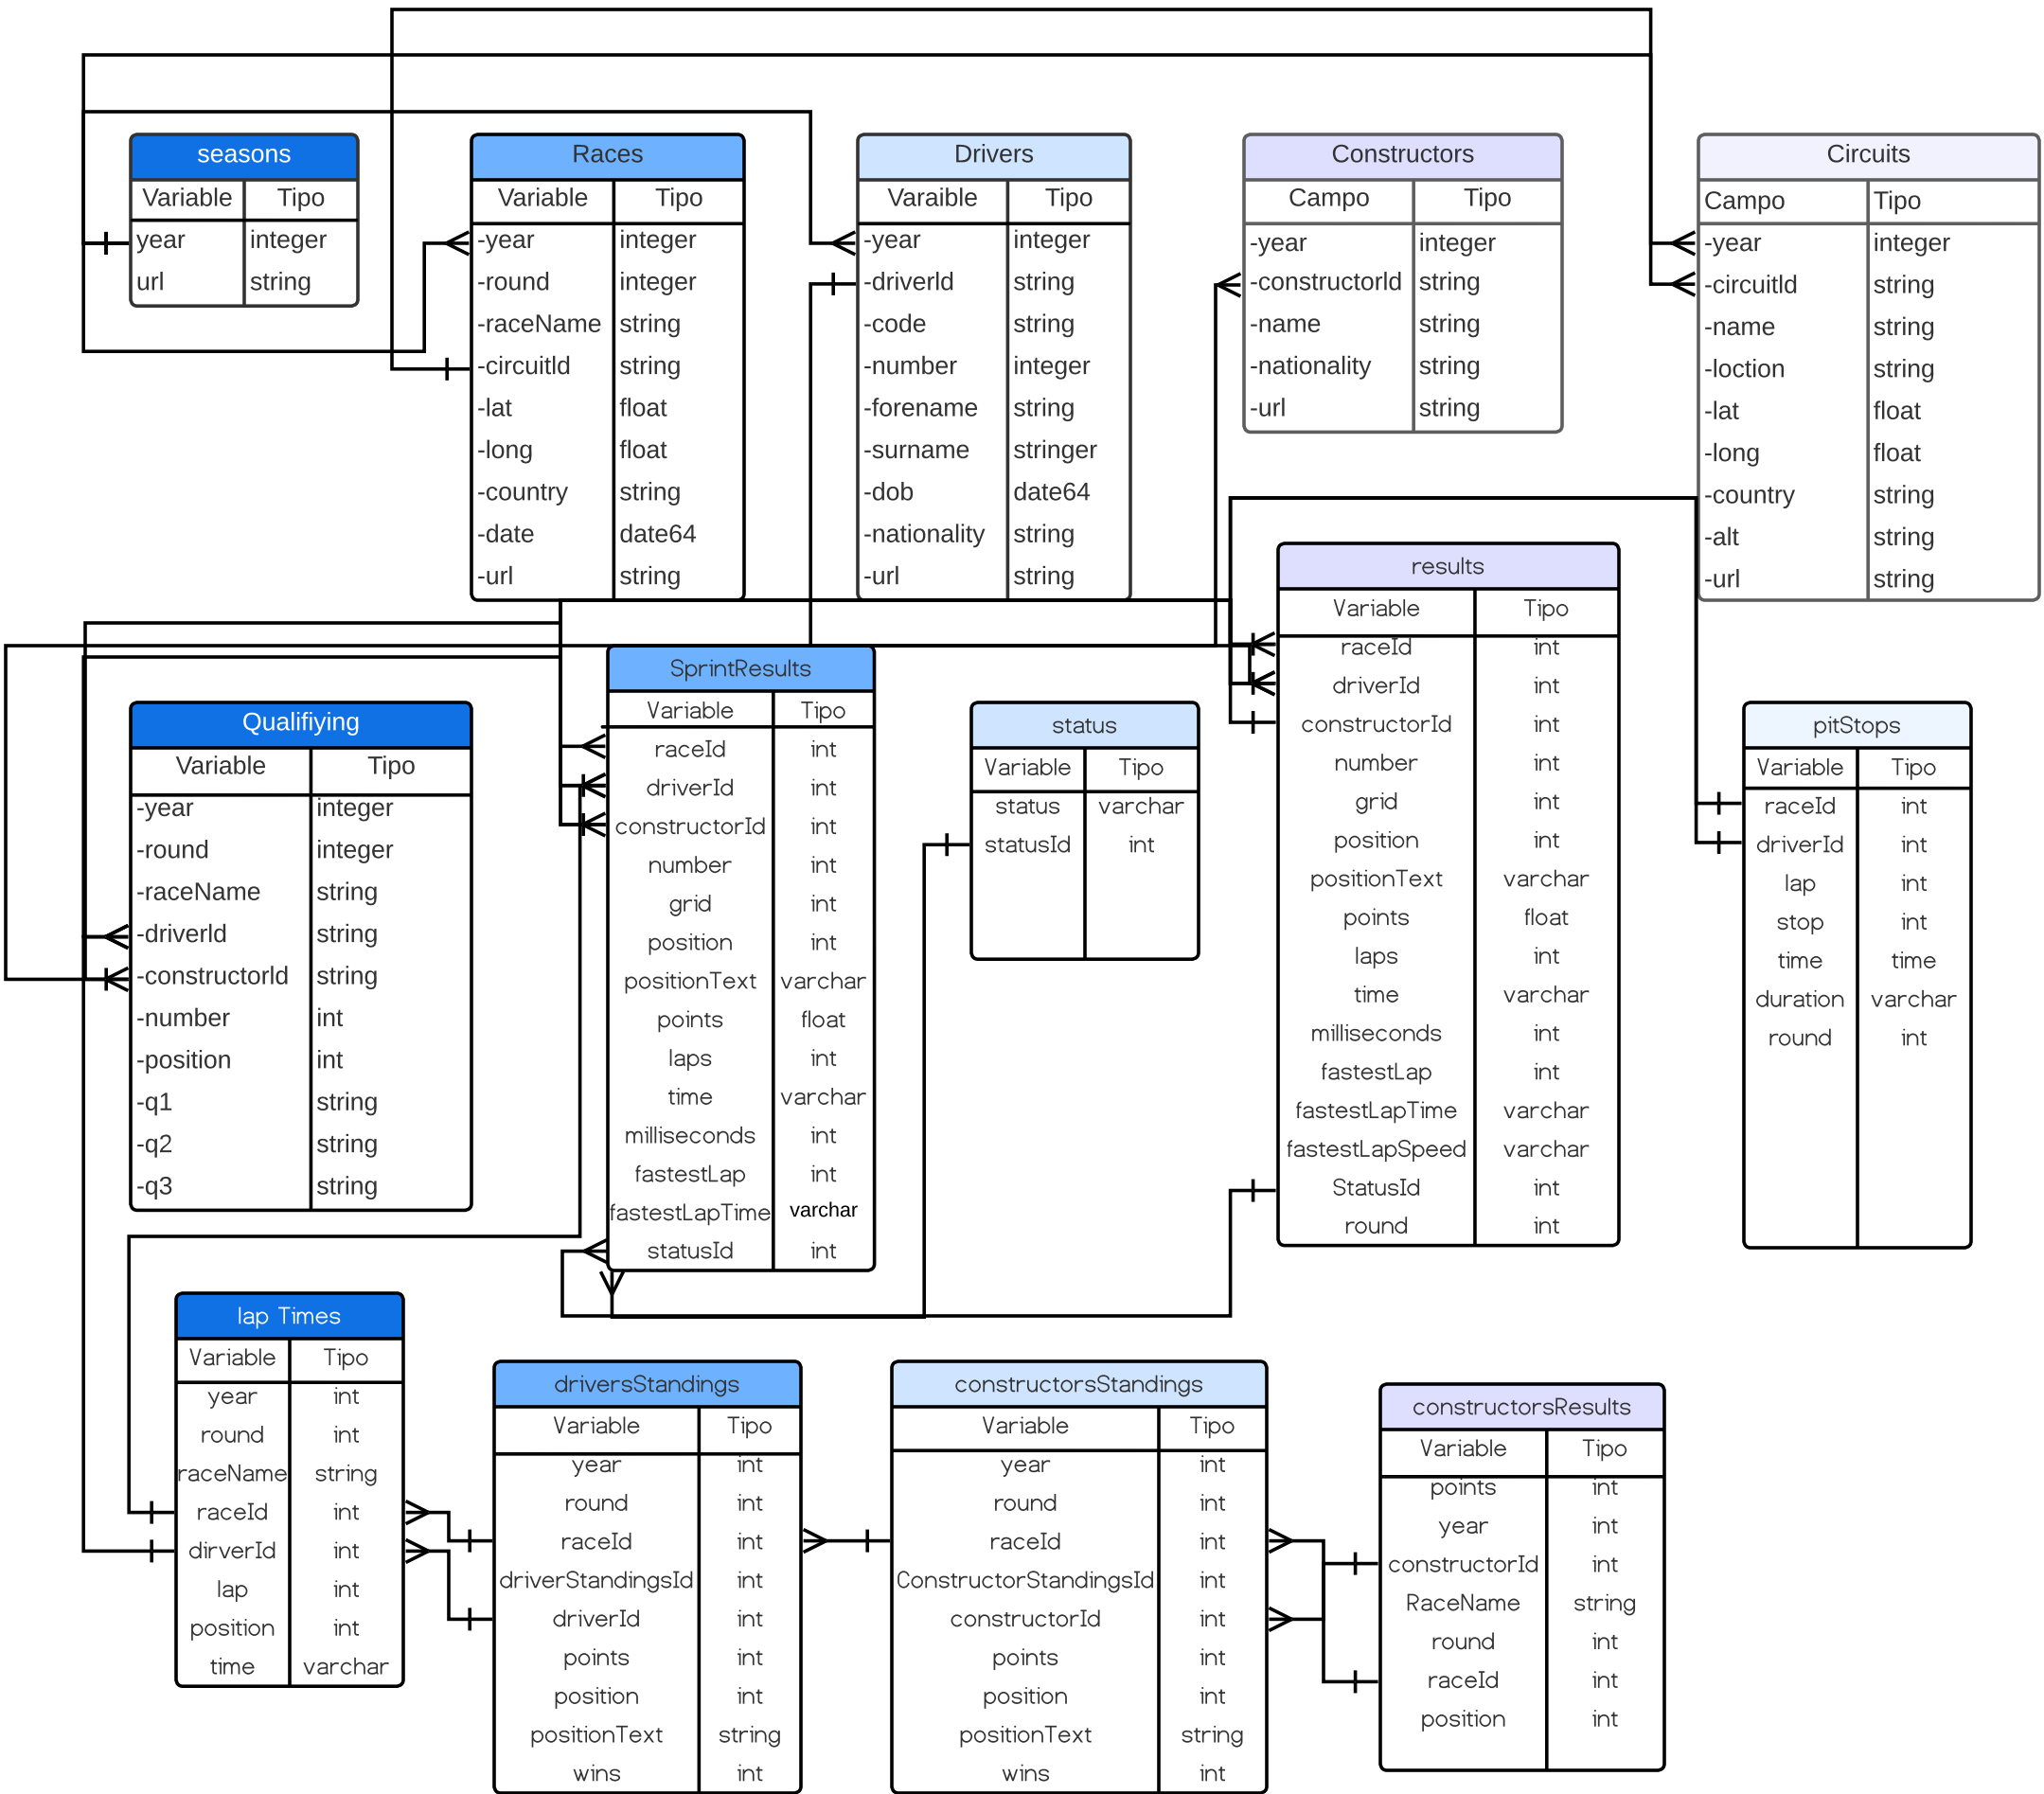 seasons
Variable Tipo
year integer
url string
Races
Variable Tipo
-year integer
-round integer
-raceName string
-circuitId string
-lat float
-long float
-country string
-date date64
-url string
Drivers
Varaible Tipo
-year integer
-driverId string
-code string
-number integer
-forename string
-surname stringer
-dob date64
-nationality string
-url string
Constructors
Campo Tipo
-year integer
-constructorId string
-name string
-nationality string
-url string
Circuits
Campo Tipo
-year integer
-circuitId string
-name string
-loction string
-lat float
-long float
-country string
-alt string
-url string
Qualifiying
Variable Tipo
-year integer
-round integer
-raceName string
-driverId string
-constructorId string
-number int
-position int
-q1 string
-q2 string
-q3 string
SprintResults
Variable Tipo
raceId int
driverId int
constructorId int
number int
grid int
position int
positionText varchar
points float
laps int
time varchar
milliseconds int
fastestLap int
fastestLapTime varchar
statusId int
status
Variable Tipo
status varchar
statusId int
results
Variable Tipo
raceId int
driverId int
constructorId int
number int
grid int
position int
positionText varchar
points float
laps int
time varchar
milliseconds int
fastestLap int
fastestLapTime varchar
fastestLapSpeed varchar
StatusId int
round int
pitStops
Variable Tipo
raceId int
driverId int
lap int
stop int
time time
duration varchar
round int
lap Times
Variable Tipo
year int
round int
raceName string
raceId int
dirverId int
lap int
position int
time varchar
driversStandings
Variable Tipo
year int
round int
raceId int
driverStandingsId int
driverId int
points int
position int
positionText string
wins int
constructorsStandings
Variable Tipo
year int
round int
raceId int
ConstructorStandingsId int
constructorId int
points int
position int
positionText string
wins int
constructorsResults
Variable Tipo
points int
year int
constructorId int
RaceName string
round int
raceId int
position int